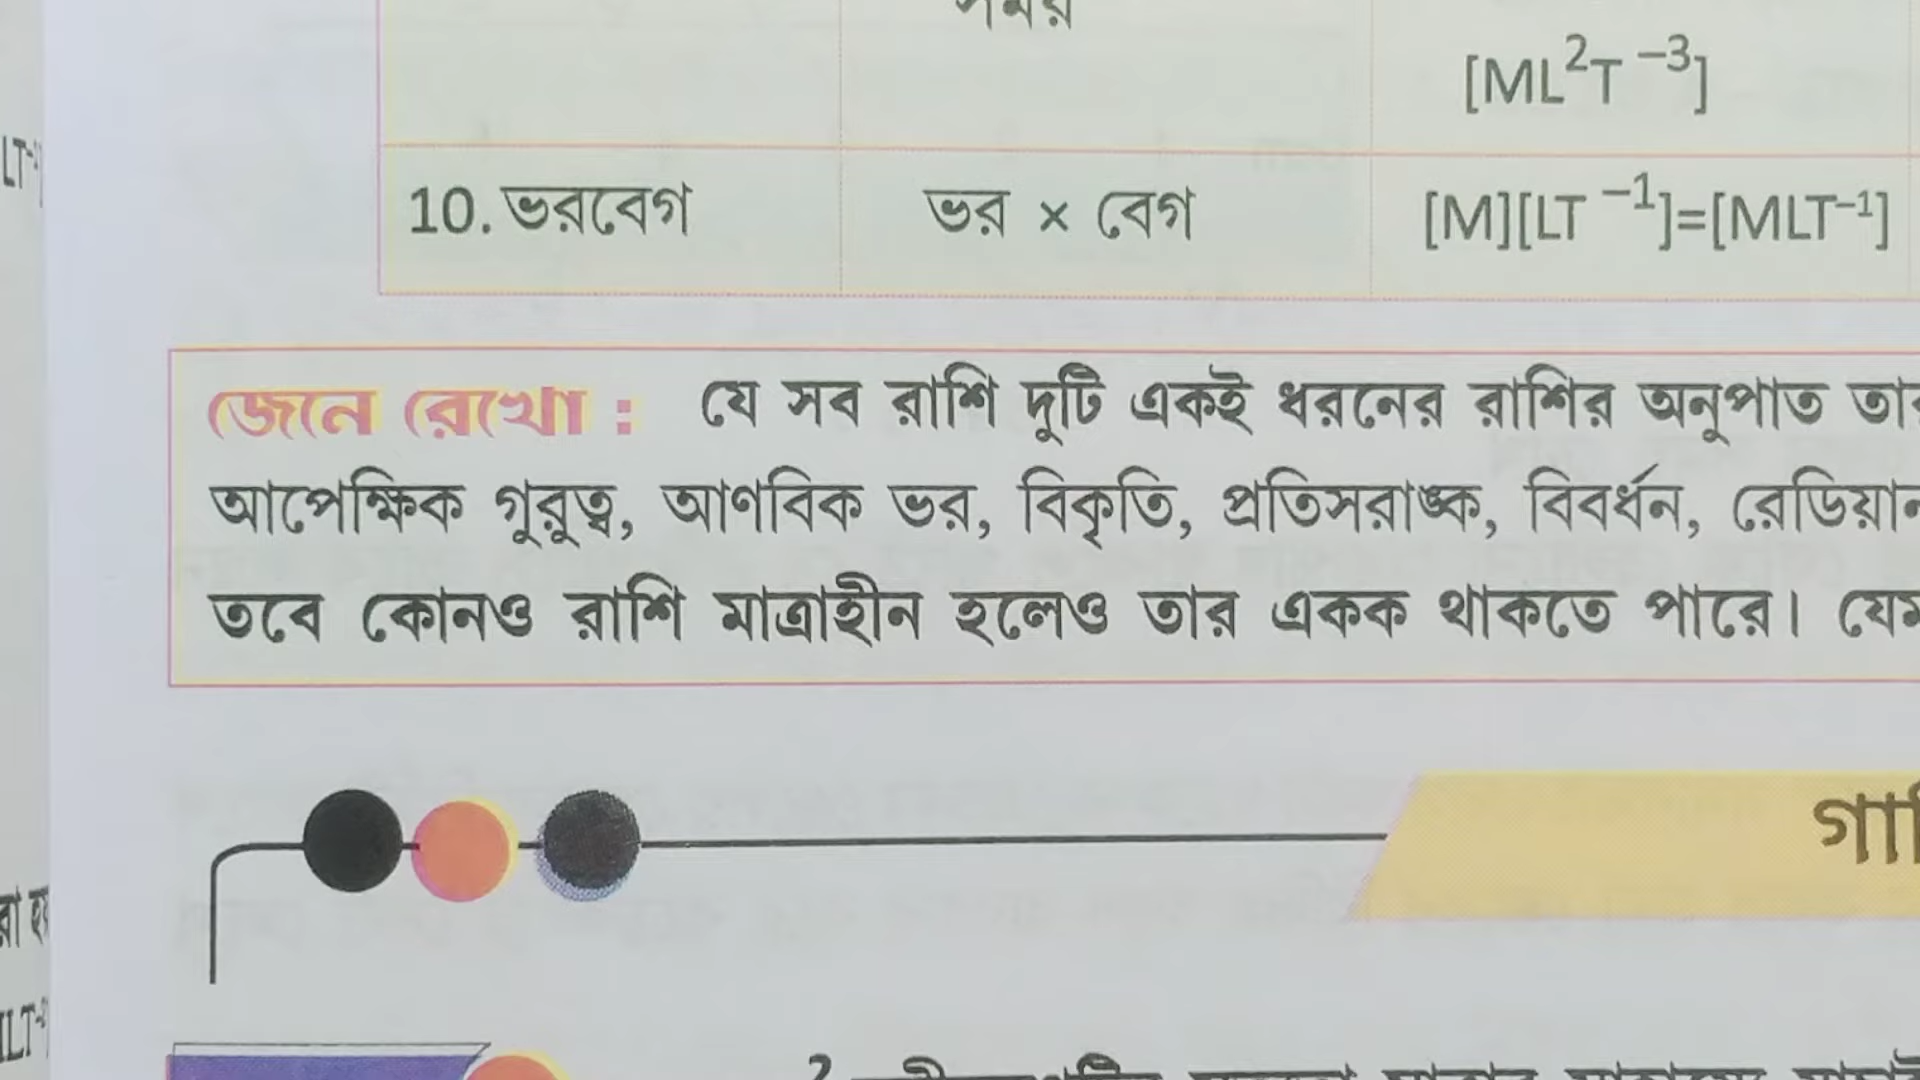 [ML²T ⁻³]
10. ভরবেগ ভর × বেগ [M][LT ⁻¹]=[MLT⁻¹]
জেনে রেখো : যে সব রাশি দুটি একই ধরনের রাশির অনুপাত
আপেক্ষিক গুরুত্ব, আণবিক ভর, বিকৃতি, প্রতিসরাঙ্ক, বিবর্ধন, রেডিয়ান
তবে কোনও রাশি মাত্রাহীন হলেও তার একক থাকতে পারে।